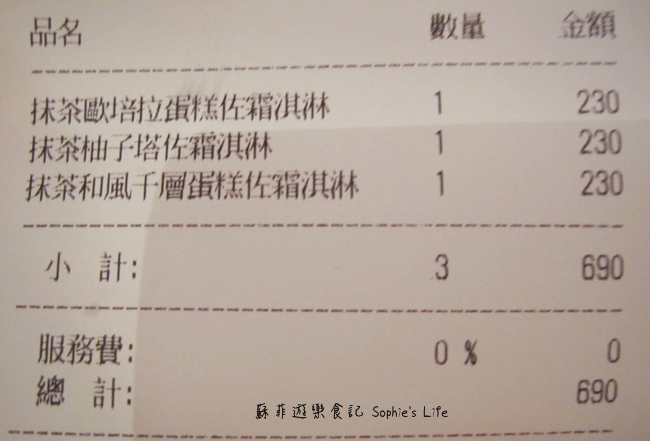 品名 數量 金額
抹茶歐培拉蛋糕佐霜淇淋 1 230
抹茶柚子塔佐霜淇淋 1 230
抹茶和風千層蛋糕佐霜淇淋 1 230
小 計: 3 690
服務費: 0 % 0
總 計: 690
蘇菲遊樂食記 Sophie's Life